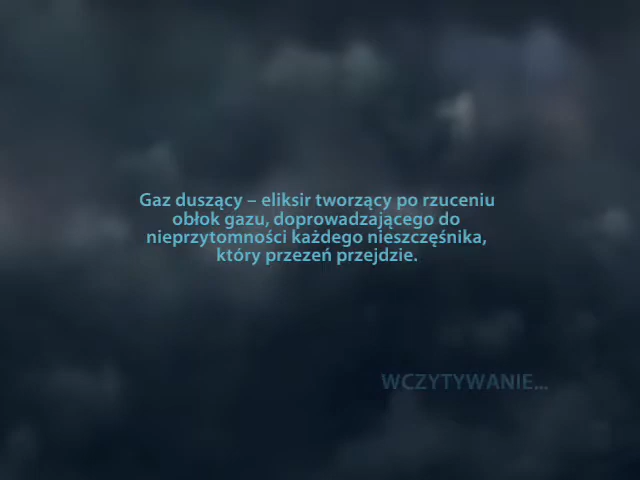 Gaz duszący – eliksir tworzący po rzuceniu
obłok gazu, doprowadzającego do
nieprzytomności każdego nieszczęśnika,
który przezeń przejdzie.
WCZYTYWANIE...